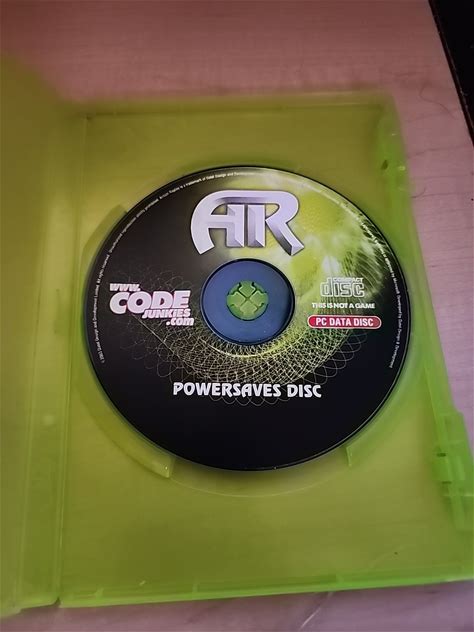 AR
www.
CODE
JUNKIES
.com
COMPACT
disc
THIS IS NOT A GAME
PC DATA DISC
POWERSAVES DISC